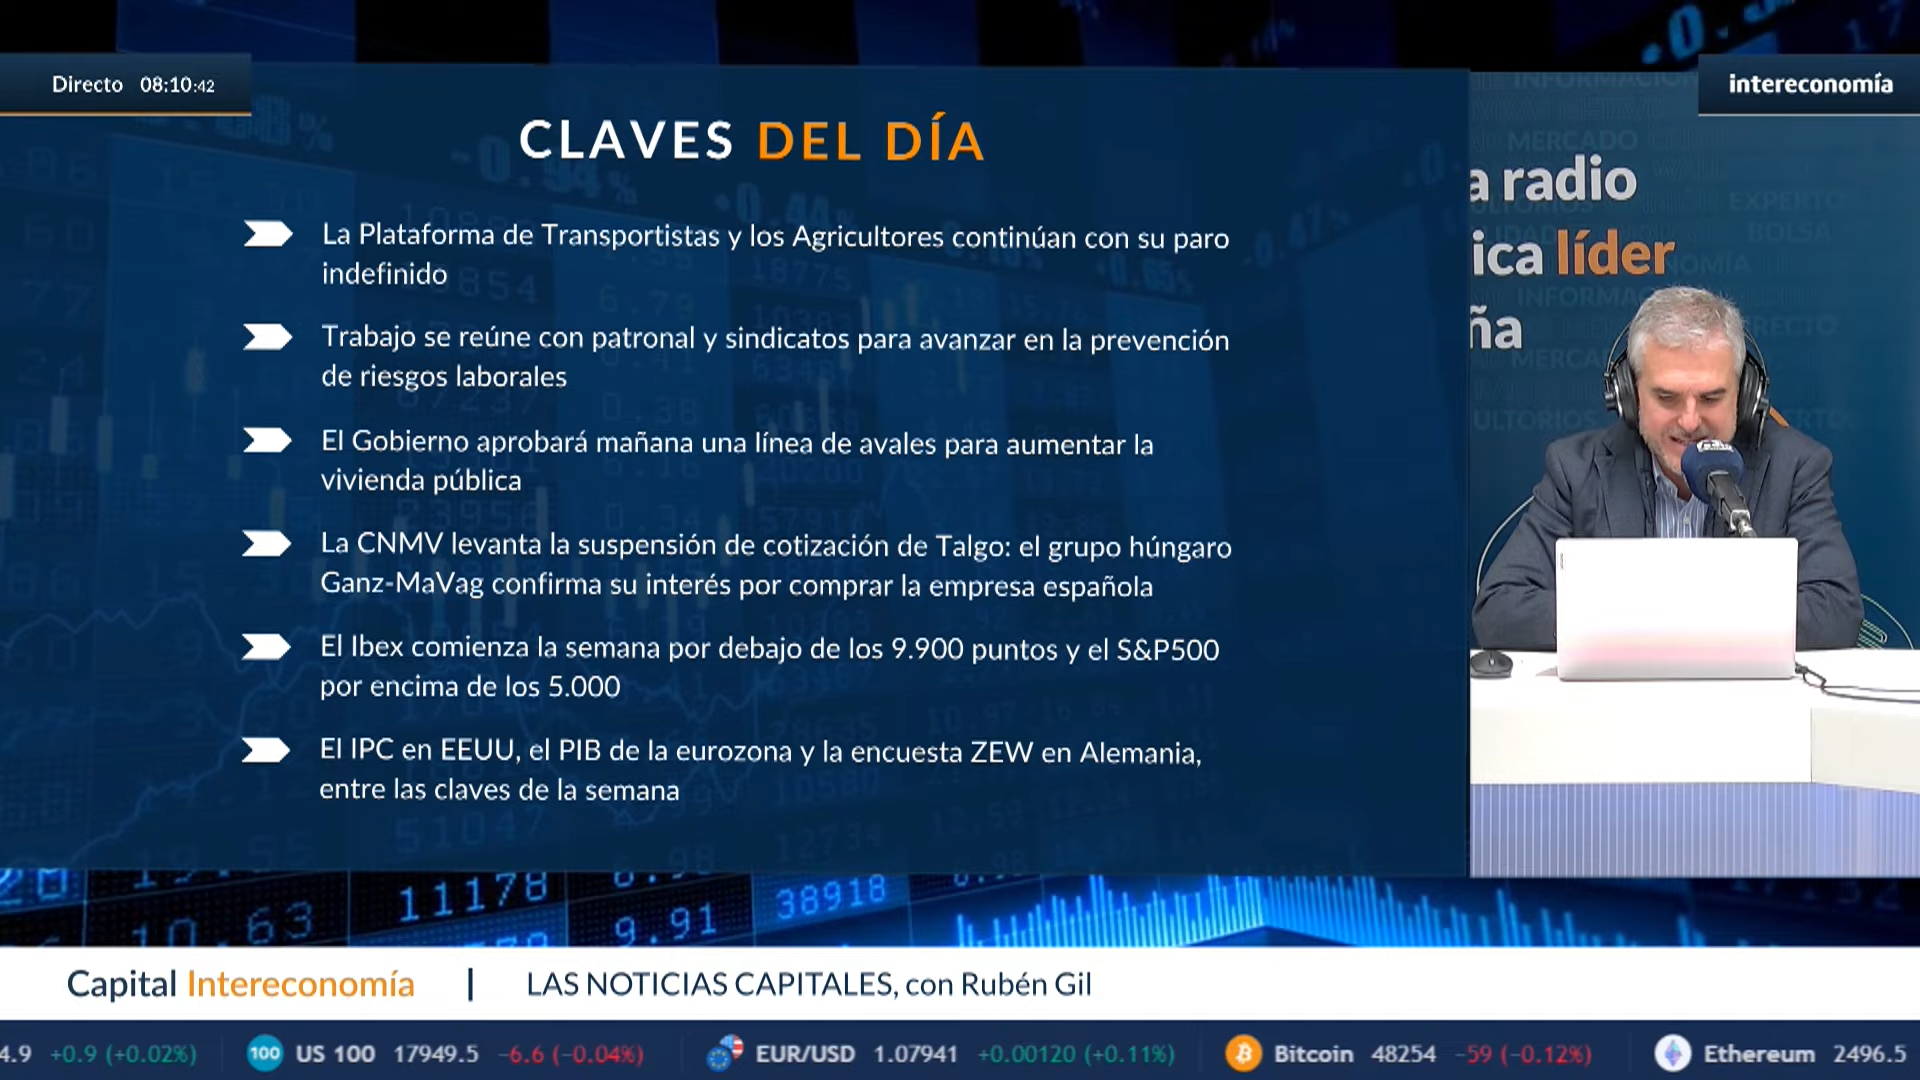 Directo 08:10:42
intereconomía
CLAVES DEL DÍA
La Plataforma de Transportistas y los Agricultores continúan con su paro
indefinido
Trabajo se reúne con patronal y sindicatos para avanzar en la prevención
de riesgos laborales
El Gobierno aprobará mañana una línea de avales para aumentar la
vivienda pública
La CNMV levanta la suspensión de cotización de Talgo: el grupo húngaro
Ganz-MaVag confirma su interés por comprar la empresa española
El Ibex comienza la semana por debajo de los 9.900 puntos y el S&P500
por encima de los 5.000
El IPC en EEUU, el PIB de la eurozona y la encuesta ZEW en Alemania,
entre las claves de la semana
a radio
ica líder
ña
MERCADO
EXPERTO
BOLSA
11178
38918
10.63
9.91
Capital Intereconomía | LAS NOTICIAS CAPITALES, con Rubén Gil
4.9 +0.9 (+0.02%) 100 US 100 17949.5 -6.6 (-0.04%) EUR/USD 1.07941 +0.00120 (+0.11%) Bitcoin 48254 -59 (-0.12%) Ethereum 2496.5